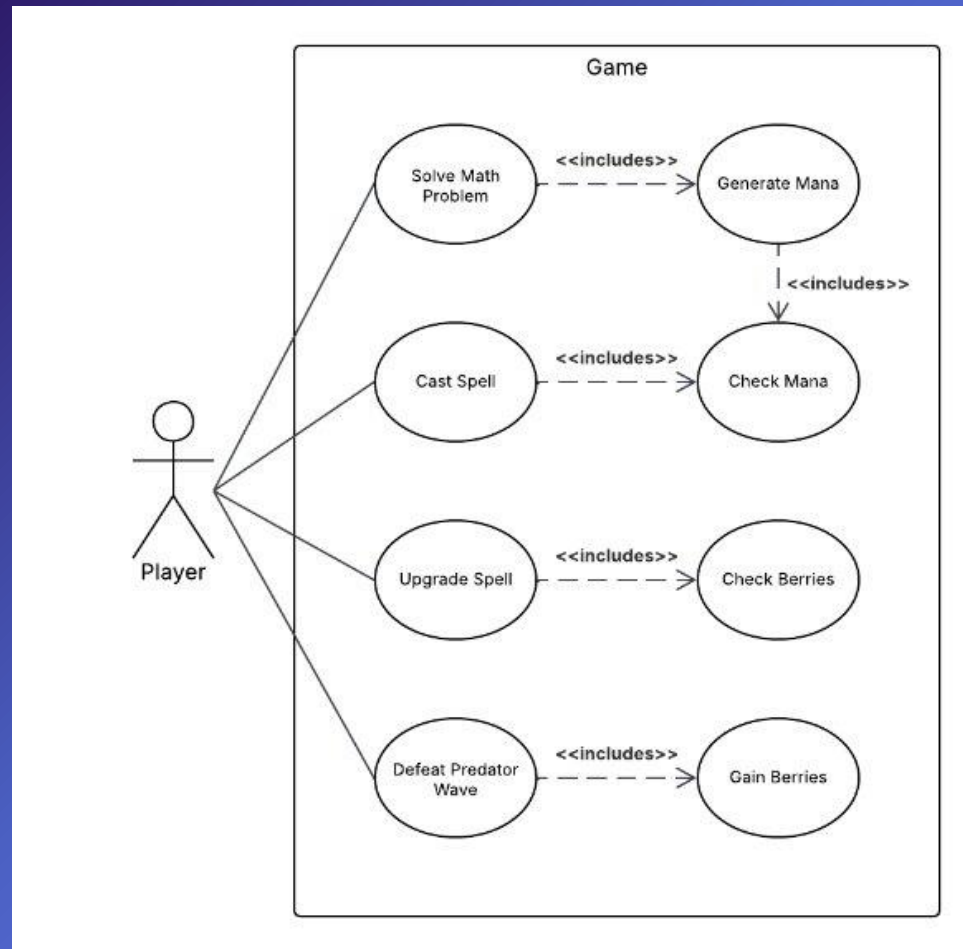 Game
Solve Math
Problem
<<includes>>
Generate Mana
<<includes>>
Cast Spell
<<includes>>
Check Mana
Player
Upgrade Spell
<<includes>>
Check Berries
Defeat Predator
Wave
<<includes>>
Gain Berries